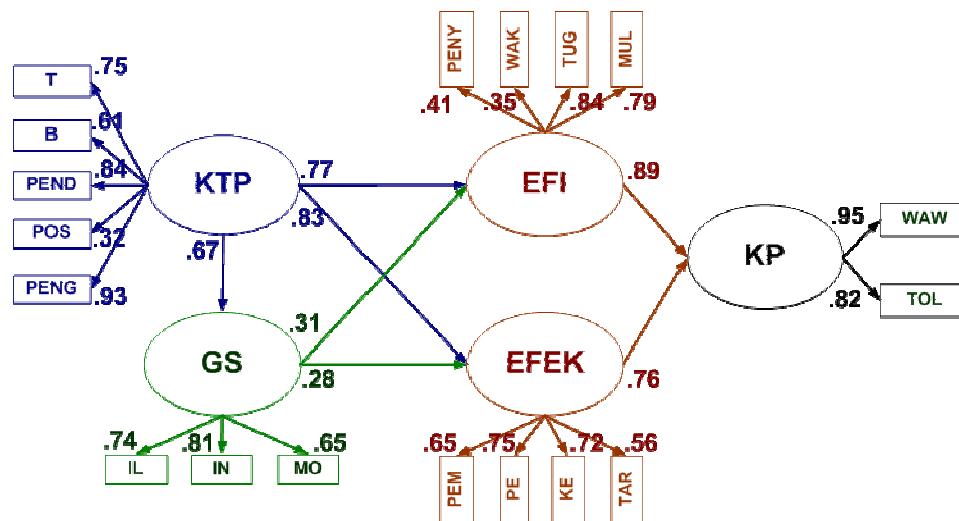 PENY
WAK
TUG
MUL
.41
.35
.84
.79
T
.75
B
.61
PEND
.84
POS
.32
PENG
.93
KTP
.77
.83
.67
EFI
.89
GS
.31
.28
EFEK
.76
KP
.95
WAW
.82
TOL
.74
.81
.65
IL
IN
MO
.65
.75
.72
.56
PEM
PE
KE
TAR